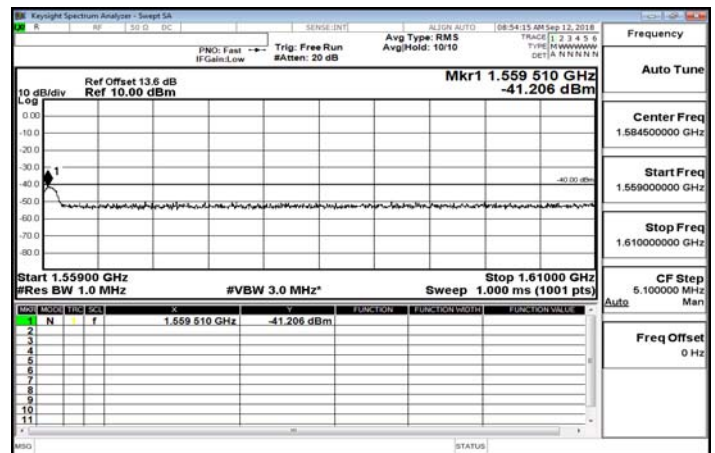 Keysight Spectrum Analyzer - Swept SA
R RF 50 Ω DC SENSE:INT ALIGN AUTO 08:54:15 AM Sep 12, 2018
PNO: Fast Trig: Free Run Avg Type: RMS TRACE 1 2 3 4 5 6
IFGain:Low #Atten: 20 dB Avg|Hold: 10/10 TYPE M WWWWW
DET A N N N N N
Frequency
Auto Tune
Ref Offset 13.6 dB Mkr1 1.559 510 GHz
10 dB/div Ref 10.00 dBm -41.206 dBm
Log
0.00
-10.0
-20.0
-30.0
1
-40.0
-40.00 dBm
-50.0
-60.0
-70.0
-80.0
Start 1.55900 GHz Stop 1.61000 GHz
#Res BW 1.0 MHz #VBW 3.0 MHz* Sweep 1.000 ms (1001 pts)
Center Freq
1.584500000 GHz
Start Freq
1.559000000 GHz
Stop Freq
1.610000000 GHz
CF Step
5.100000 MHz
Auto Man
Freq Offset
0 Hz
MKR MODE TRC SCL X Y FUNCTION FUNCTION WIDTH FUNCTION VALUE
1 N 1 f 1.559 510 GHz -41.206 dBm
2
3
4
5
6
7
8
9
10
11
MSG STATUS